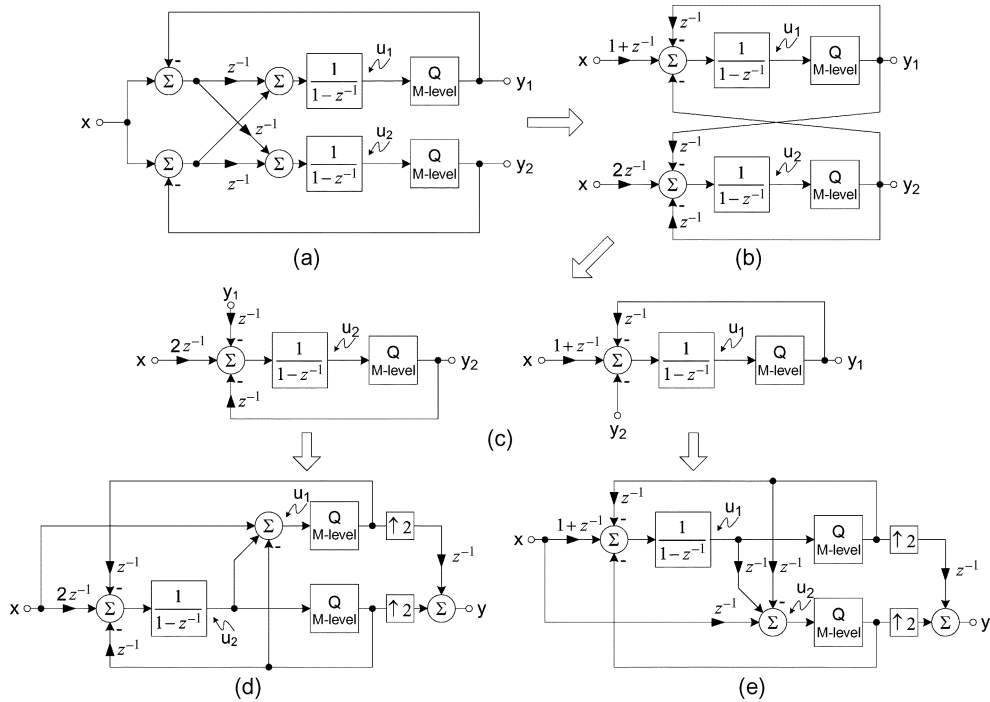 x
Σ
-
z⁻¹
Σ
1
1−z⁻¹
u₁
Q
M-level
y₁
z⁻¹
Σ
-
z⁻¹
Σ
1
1−z⁻¹
u₂
Q
M-level
y₂
(a)
z⁻¹
-
x
1+z⁻¹
Σ
-
1
1−z⁻¹
u₁
Q
M-level
y₁
z⁻¹
-
x
2z⁻¹
Σ
-
z⁻¹
1
1−z⁻¹
u₂
Q
M-level
y₂
(b)
y₁
z⁻¹
-
x
2z⁻¹
Σ
-
z⁻¹
1
1−z⁻¹
u₂
Q
M-level
y₂
z⁻¹
-
x
1+z⁻¹
Σ
-
y₂
1
1−z⁻¹
u₁
Q
M-level
y₁
(c)
Σ
-
u₁
Q
M-level
↑2
z⁻¹
z⁻¹
-
x
2z⁻¹
Σ
-
z⁻¹
1
1−z⁻¹
u₂
Q
M-level
↑2
Σ
y
(d)
z⁻¹
-
x
1+z⁻¹
Σ
-
1
1−z⁻¹
u₁
Q
M-level
↑2
z⁻¹
z⁻¹
z⁻¹
-
z⁻¹
Σ
u₂
Q
M-level
↑2
Σ
y
(e)